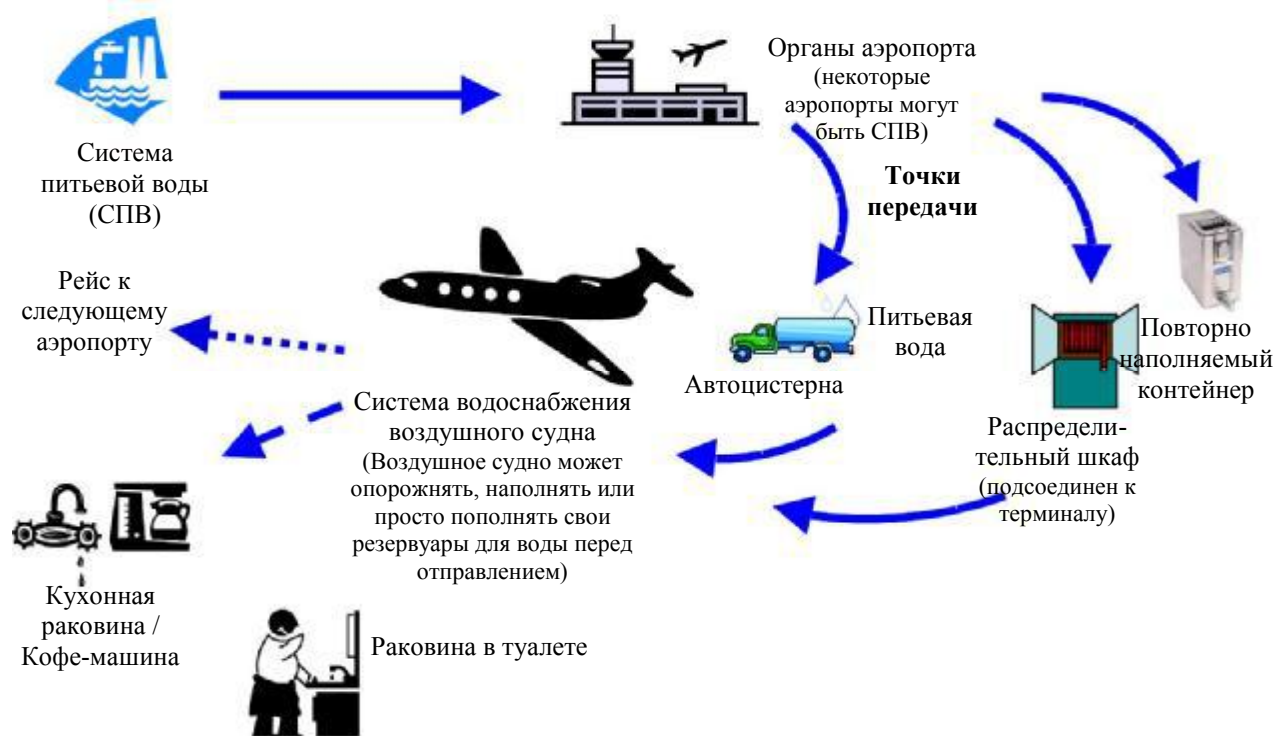 Система
питьевой воды
(СПВ)
Органы аэропорта
(некоторые
аэропорты могут
быть СПВ)
Точки
передачи
Рейс к
следующему
аэропорту
Питьевая
вода
Автоцистерна
Повторно
наполняемый
контейнер
Распредели-
тельный шкаф
(подсоединен к
терминалу)
Система водоснабжения
воздушного судна
(Воздушное судно может
опорожнять, наполнять или
просто пополнять свои
резервуары для воды перед
отправлением)
Кухонная
раковина /
Кофе-машина
Раковина в туалете